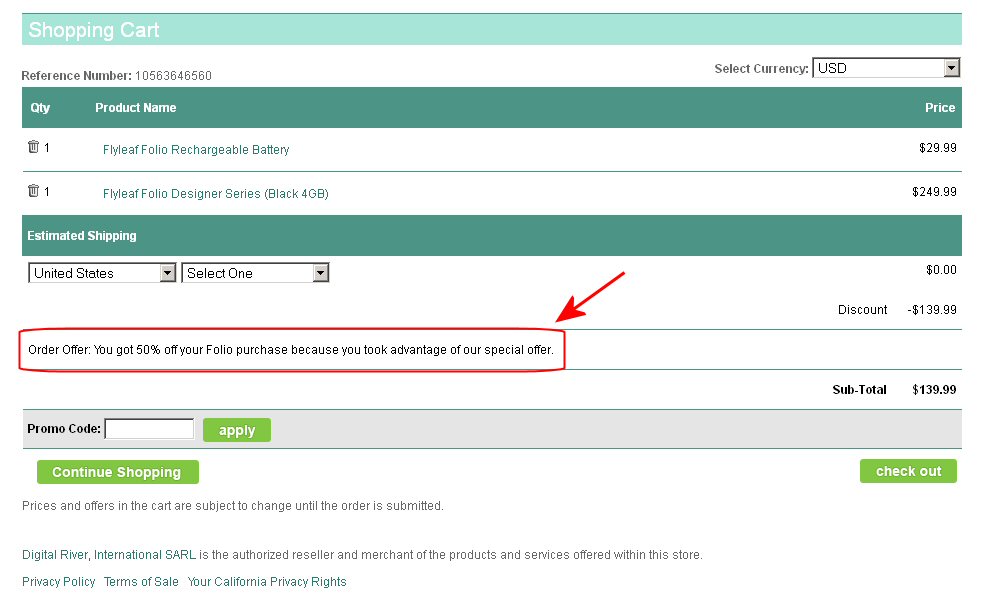 Shopping Cart
Reference Number: 10563646560
Select Currency: USD
Qty Product Name Price
1 Flyleaf Folio Rechargeable Battery $29.99
1 Flyleaf Folio Designer Series (Black 4GB) $249.99
Estimated Shipping
United States Select One $0.00
Discount -$139.99
Order Offer: You got 50% off your Folio purchase because you took advantage of our special offer.
Sub-Total $139.99
Promo Code: apply
Continue Shopping check out
Prices and offers in the cart are subject to change until the order is submitted.
Digital River, International SARL is the authorized reseller and merchant of the products and services offered within this store.
Privacy Policy Terms of Sale Your California Privacy Rights